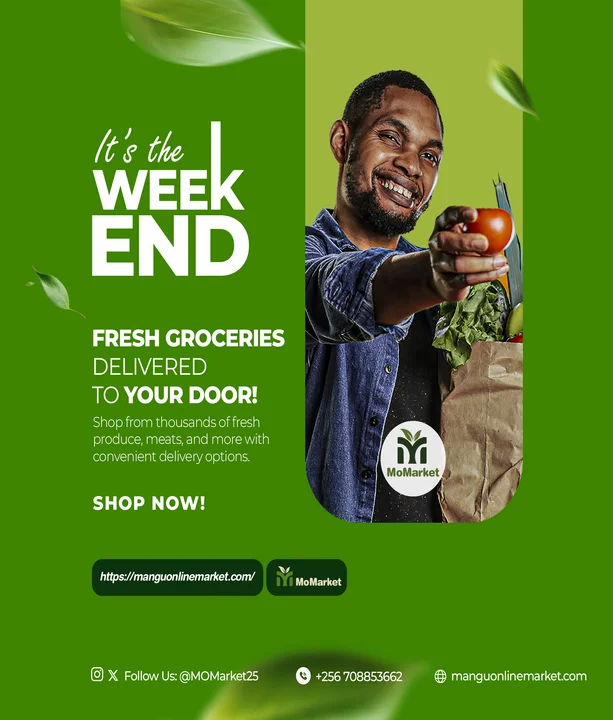 It's the
WEEK
END
FRESH GROCERIES
DELIVERED
TO YOUR DOOR!
Shop from thousands of fresh
produce, meats, and more with
convenient delivery options.
SHOP NOW!
MoMarket
https://manguonlinemarket.com/
MoMarket
Follow Us: @MOMarket25
+256 708853662
manguonlinemarket.com